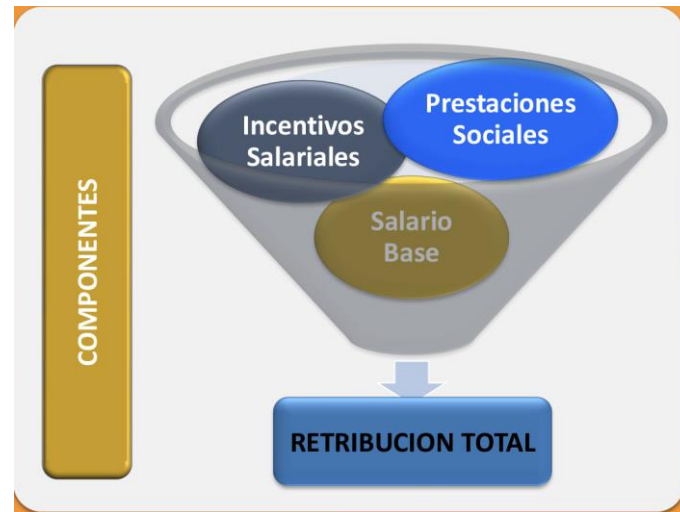 COMPONENTES
Incentivos
Salariales
Prestaciones
Sociales
Salario
Base
RETRIBUCION TOTAL